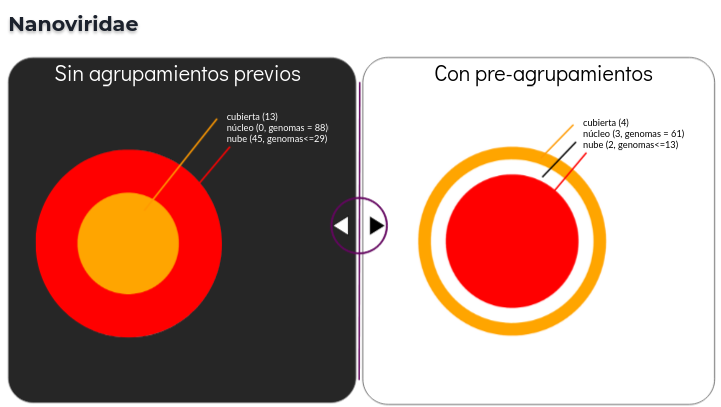 Nanoviridae
Sin agrupamientos previos
cubierta (13)
núcleo (0, genomas = 88)
nube (45, genomas<=29)
Con pre-agrupamientos
cubierta (4)
núcleo (3, genomas = 61)
nube (2, genomas<=13)